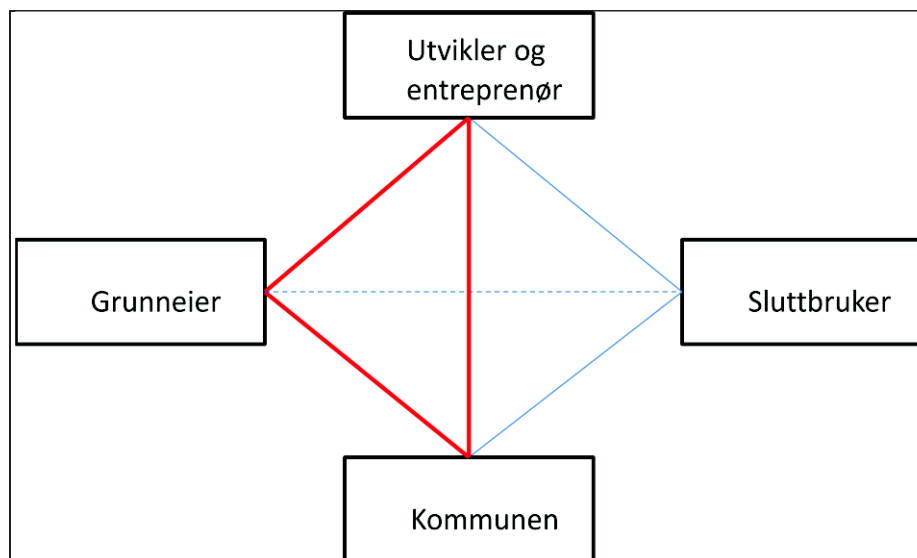 Utvikler og
entreprenør
Grunneier
Sluttbruker
Kommunen